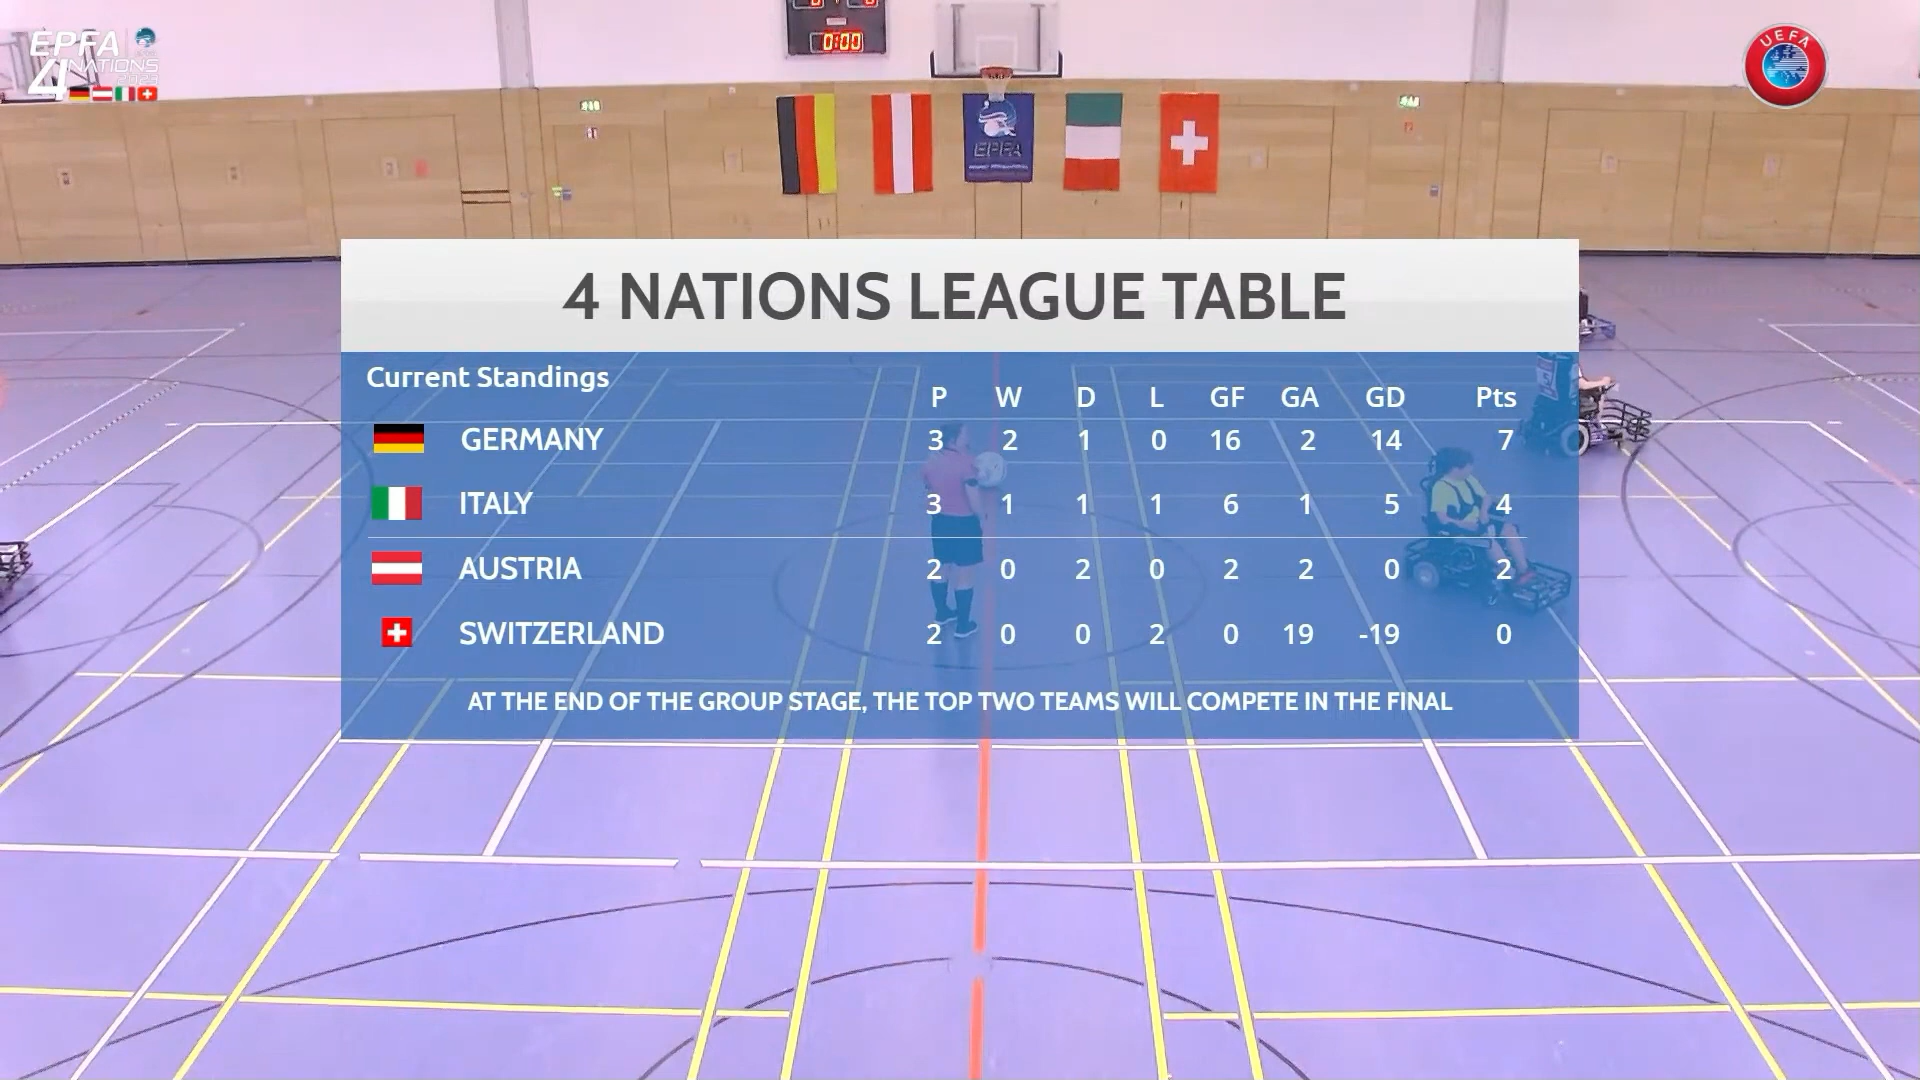 EPFA
4 NATIONS
2025
UEFA
0:00
EPFA
4 NATIONS LEAGUE TABLE
Current Standings
P W D L GF GA GD Pts
GERMANY 3 2 1 0 16 2 14 7
ITALY 3 1 1 1 6 1 5 4
AUSTRIA 2 0 2 0 2 2 0 2
SWITZERLAND 2 0 0 2 0 19 -19 0
AT THE END OF THE GROUP STAGE, THE TOP TWO TEAMS WILL COMPETE IN THE FINAL